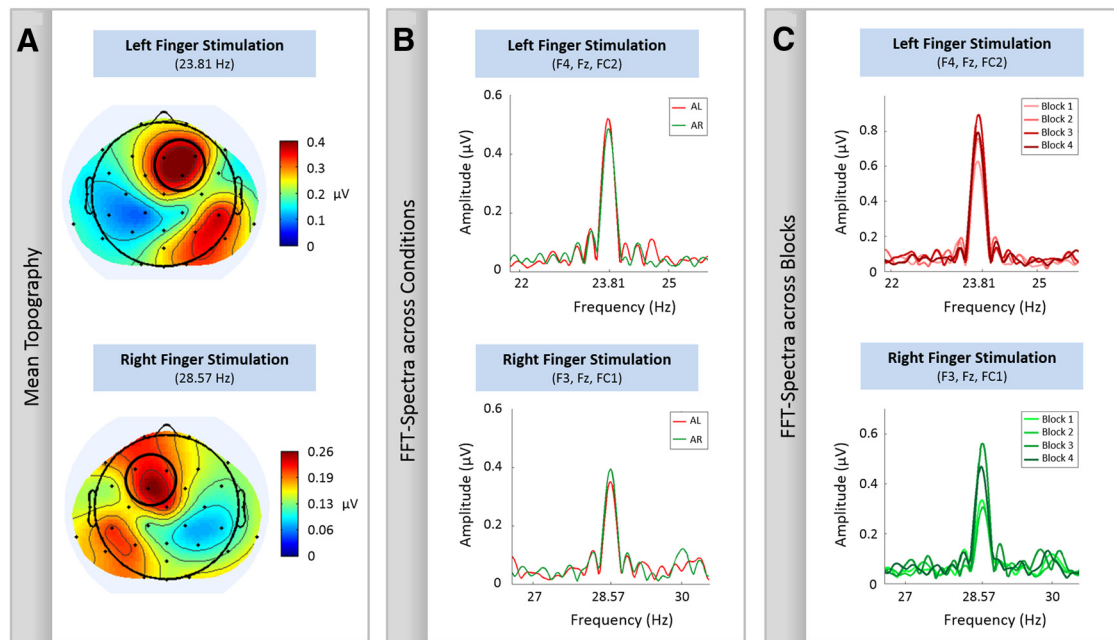 A
Mean Topography
Left Finger Stimulation
(23.81 Hz)
0.4
0.3
μV
0.2
0.1
0
Right Finger Stimulation
(28.57 Hz)
0.26
0.19
μV
0.13
0.06
0
B
FFT-Spectra across Conditions
Left Finger Stimulation
(F4, Fz, FC2)
Amplitude (μV)
0.6
0.4
0.2
0
AL
AR
22 23.81 25
Frequency (Hz)
Right Finger Stimulation
(F3, Fz, FC1)
Amplitude (μV)
0.6
0.4
0.2
0
AL
AR
27 28.57 30
Frequency (Hz)
C
FFT-Spectra across Blocks
Left Finger Stimulation
(F4, Fz, FC2)
Amplitude (μV)
0.8
0.6
0.4
0.2
0
Block 1
Block 2
Block 3
Block 4
22 23.81 25
Frequency (Hz)
Right Finger Stimulation
(F3, Fz, FC1)
Amplitude (μV)
0.6
0.4
0.2
0
Block 1
Block 2
Block 3
Block 4
27 28.57 30
Frequency (Hz)